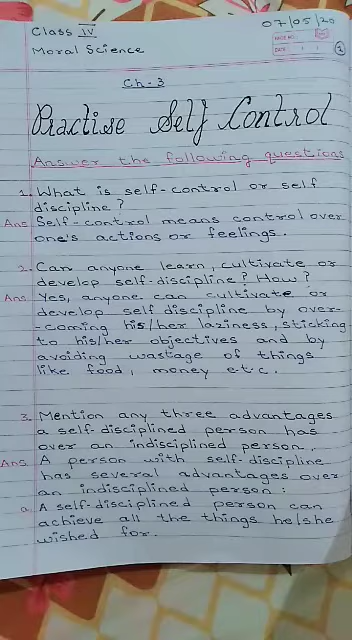 Class IV
07/05/20
Moral Science
PAGE NO.
DATE
2
Ch-3
Practise Self Control
Answer the following questions
1. What is self-control or self
discipline?
Ans Self-control means control over
one's actions or feelings.
2. Can anyone learn, cultivate or
develop self-discipline? How?
Ans Yes, anyone can cultivate or
develop self discipline by over-
-coming his/her laziness, sticking
to his/her objectives and by
avoiding wastage of things
like food, money etc.
3. Mention any three advantages
a self-disciplined person has
over an indisciplined person.
Ans. A person with self-discipline
has several advantages over
an indisciplined person:
a. A self-disciplined person can
achieve all the things he/she
wished for.